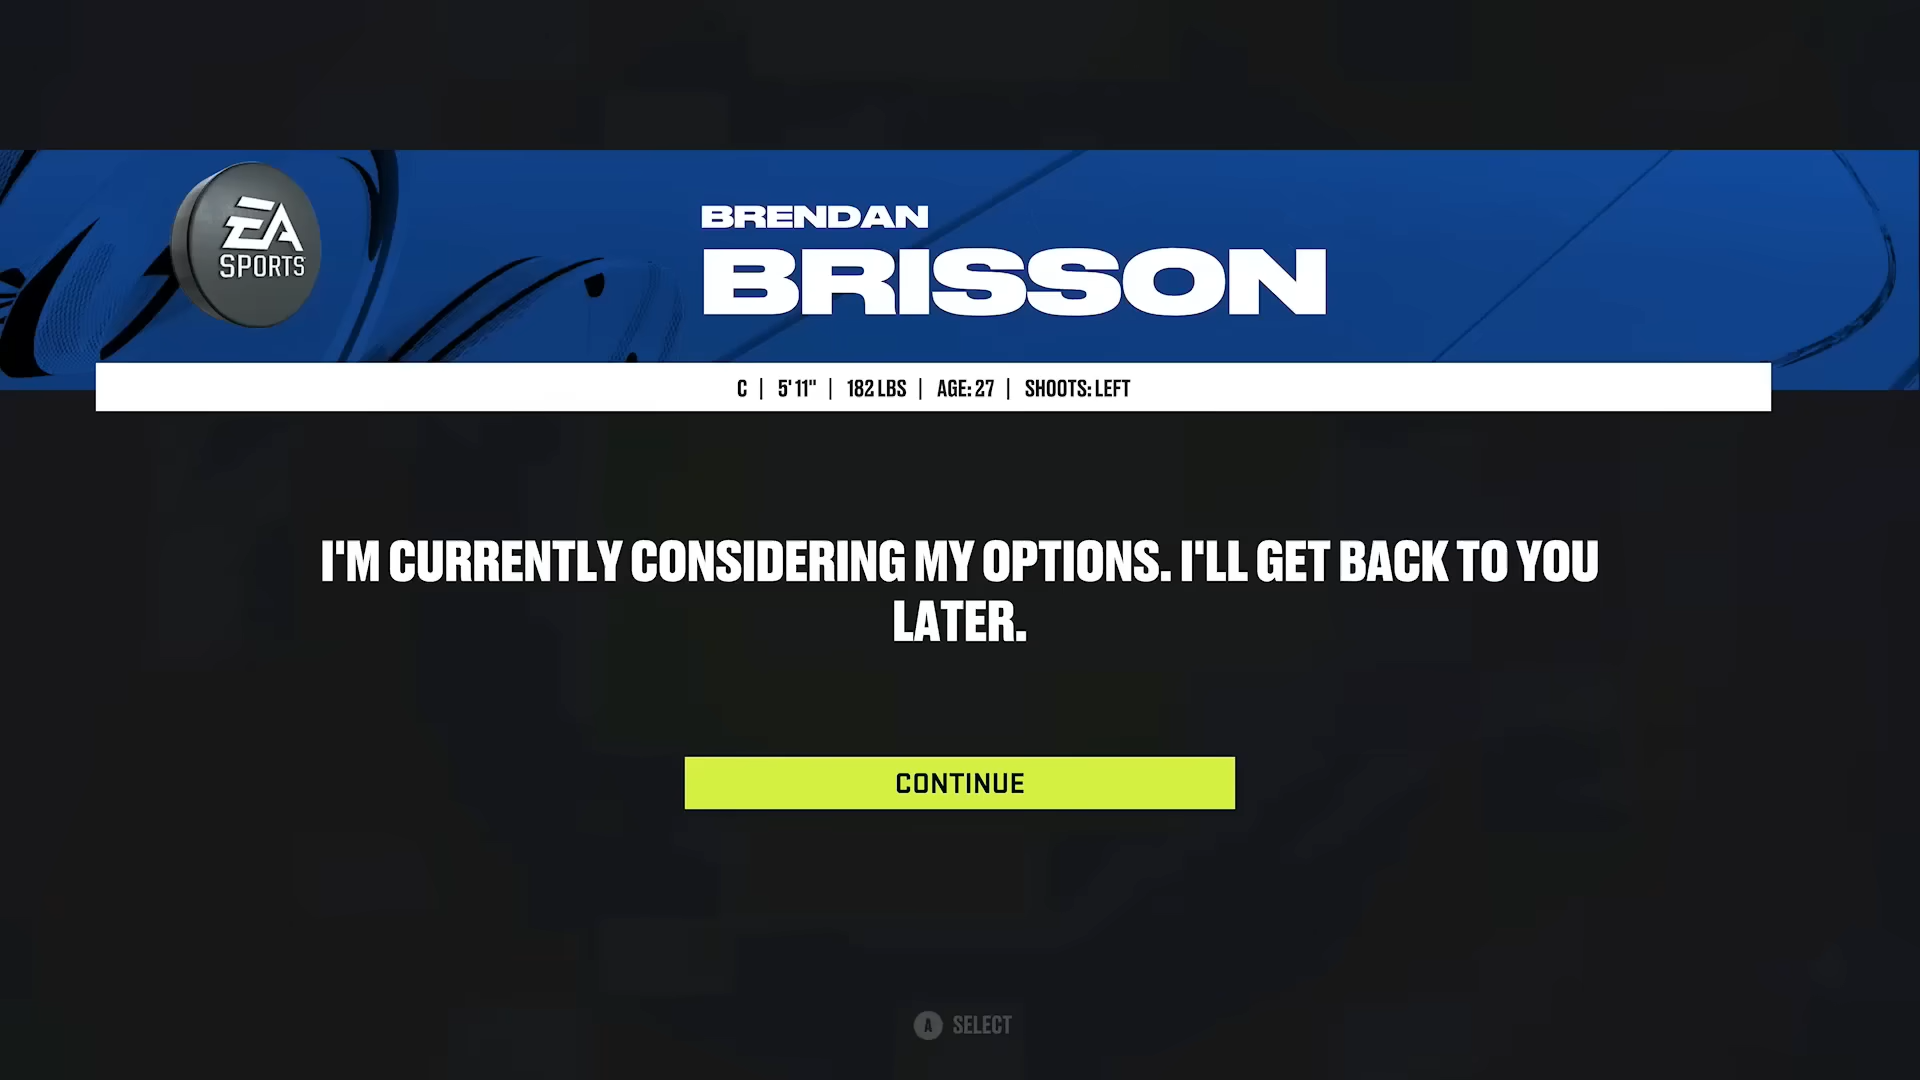 EA
SPORTS
BRENDAN
BRISSON
C | 5'11" | 182 LBS | AGE: 27 | SHOOTS: LEFT
I'M CURRENTLY CONSIDERING MY OPTIONS. I'LL GET BACK TO YOU
LATER.
CONTINUE
A SELECT